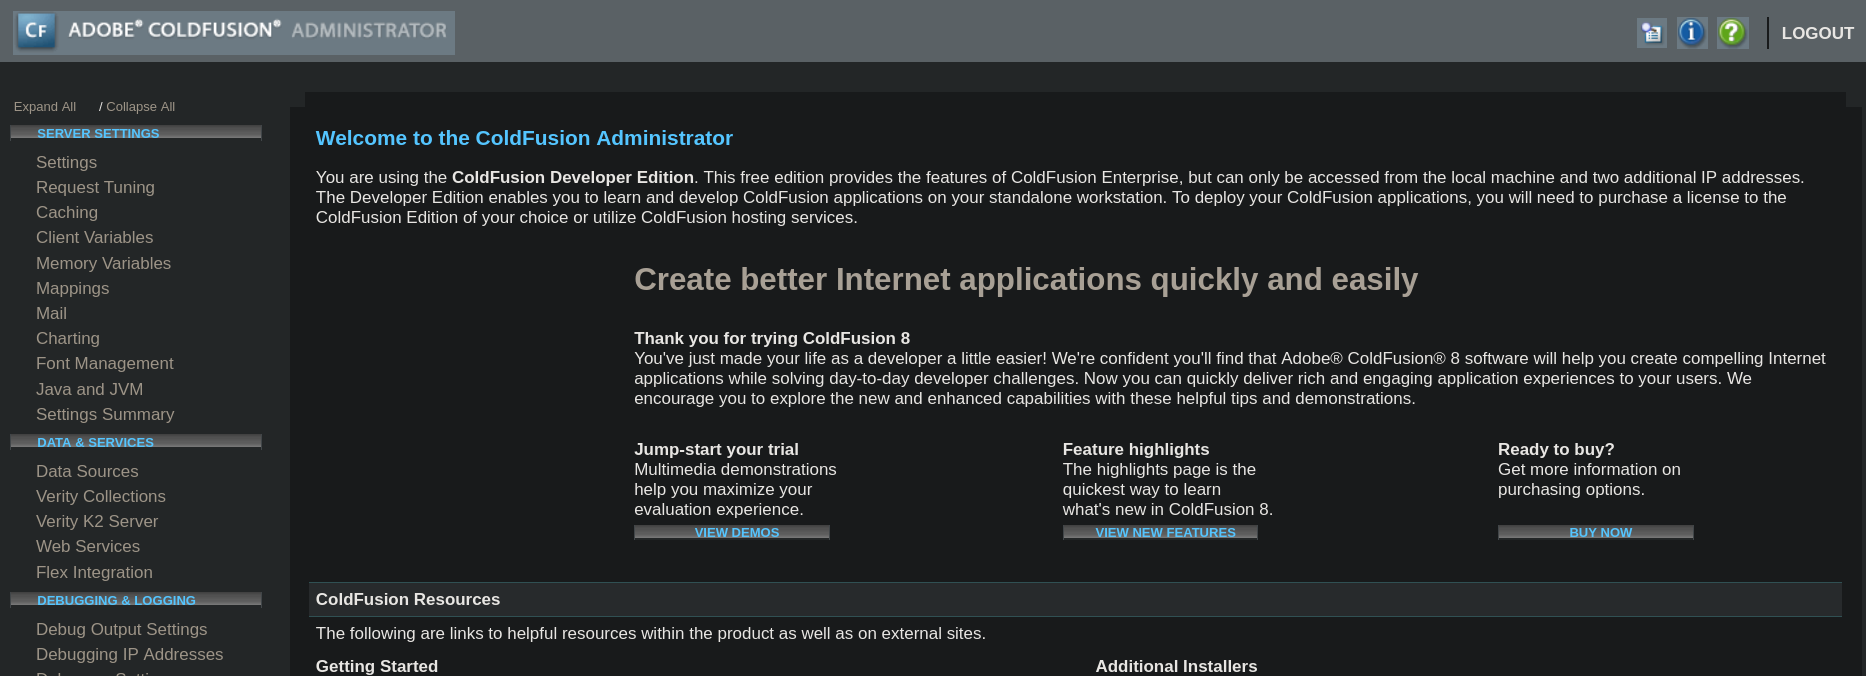 CF ADOBE® COLDFUSION® ADMINISTRATOR
LOGOUT
Expand All / Collapse All
SERVER SETTINGS
Settings
Request Tuning
Caching
Client Variables
Memory Variables
Mappings
Mail
Charting
Font Management
Java and JVM
Settings Summary
DATA & SERVICES
Data Sources
Verity Collections
Verity K2 Server
Web Services
Flex Integration
DEBUGGING & LOGGING
Debug Output Settings
Debugging IP Addresses
Welcome to the ColdFusion Administrator
You are using the ColdFusion Developer Edition. This free edition provides the features of ColdFusion Enterprise, but can only be accessed from the local machine and two additional IP addresses.
The Developer Edition enables you to learn and develop ColdFusion applications on your standalone workstation. To deploy your ColdFusion applications, you will need to purchase a license to the
ColdFusion Edition of your choice or utilize ColdFusion hosting services.
Create better Internet applications quickly and easily
Thank you for trying ColdFusion 8
You've just made your life as a developer a little easier! We're confident you'll find that Adobe® ColdFusion® 8 software will help you create compelling Internet
applications while solving day-to-day developer challenges. Now you can quickly deliver rich and engaging application experiences to your users. We
encourage you to explore the new and enhanced capabilities with these helpful tips and demonstrations.
Jump-start your trial
Multimedia demonstrations
help you maximize your
evaluation experience.
VIEW DEMOS
Feature highlights
The highlights page is the
quickest way to learn
what's new in ColdFusion 8.
VIEW NEW FEATURES
Ready to buy?
Get more information on
purchasing options.
BUY NOW
ColdFusion Resources
The following are links to helpful resources within the product as well as on external sites.
Getting Started
Additional Installers